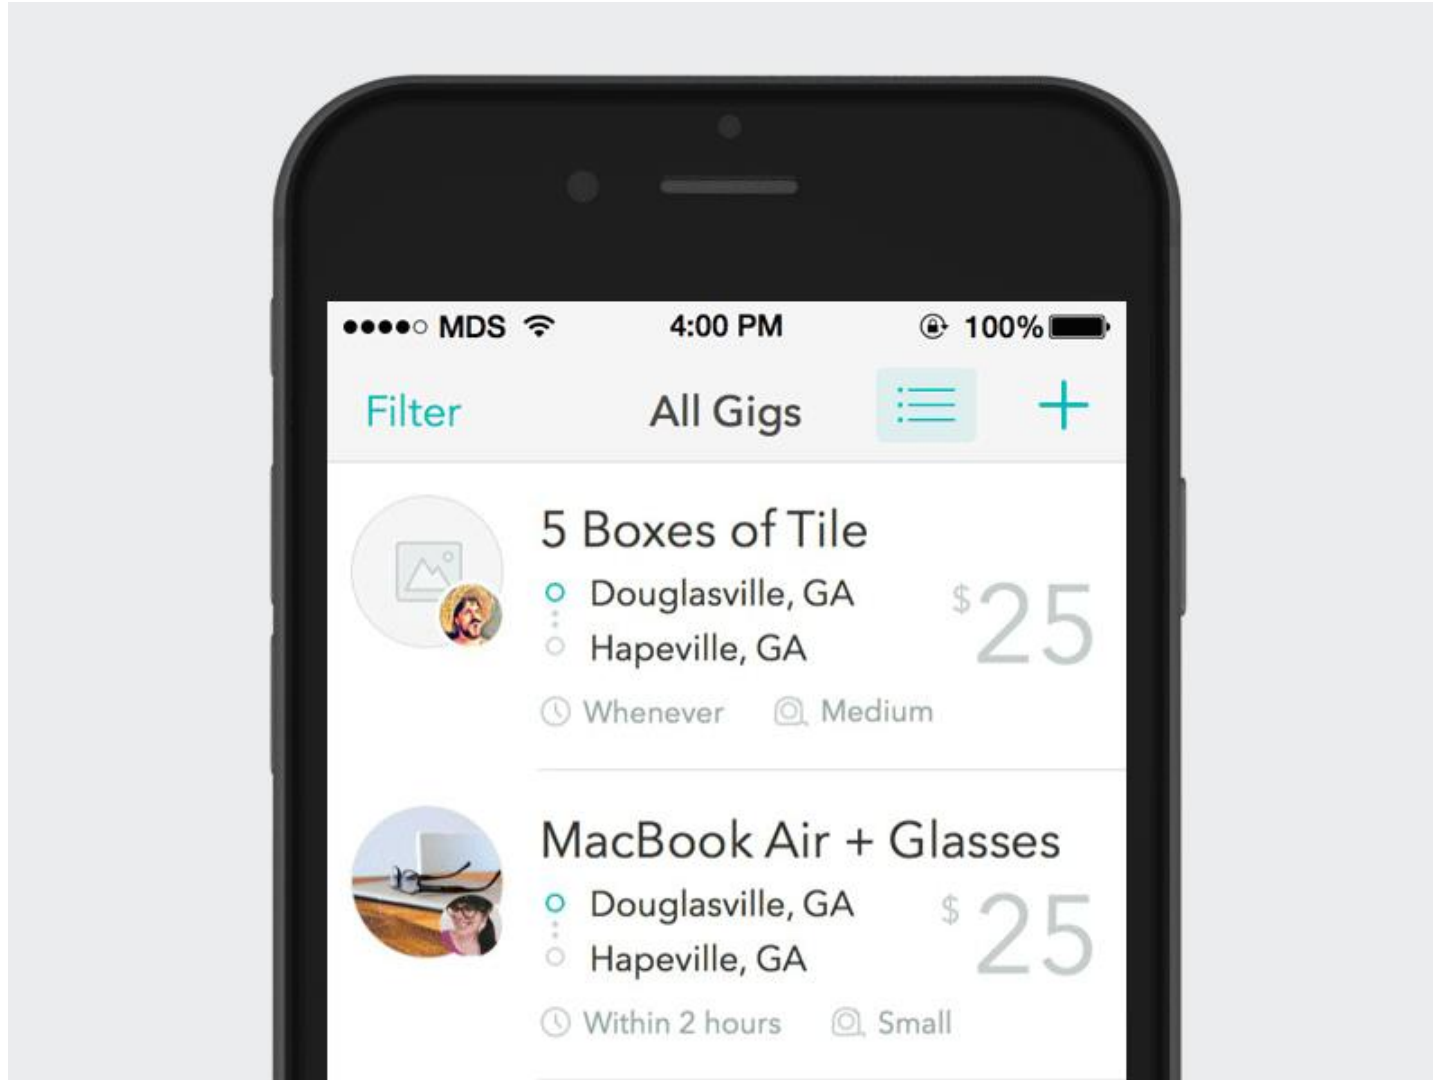 MDS 4:00 PM 100%
Filter All Gigs
5 Boxes of Tile
Douglasville, GA
$25
Hapeville, GA
Whenever Medium
MacBook Air + Glasses
Douglasville, GA
$25
Hapeville, GA
Within 2 hours Small